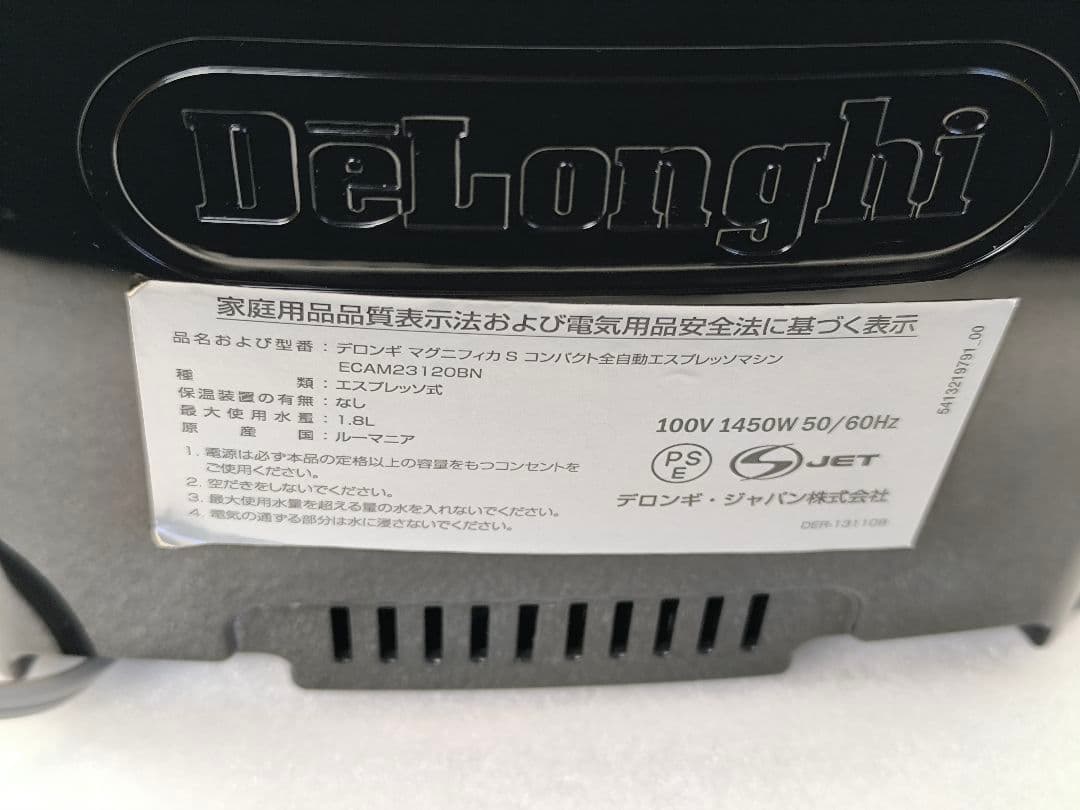 DēLonghi
家庭用品品質表示法および電気用品安全法に基づく表示
品名および型番：デロンギ マグニフィカ S コンパクト全自動エスプレッソマシン
ECAM23120BN
種類：エスプレッソ式
保温装置の有無：なし
最大使用水量：1.8L
原産国：ルーマニア
1. 電源は必ず本品の定格以上の容量をもつコンセントを
ご使用ください。
2. 空だきをしないでください。
3. 最大使用水量を超える量の水を入れないでください。
4. 電気の通ずる部分は水に浸さないでください。
100V 1450W 50/60Hz
PS
E
JET
デロンギ・ジャパン株式会社
DER-13110B
5413219791_00